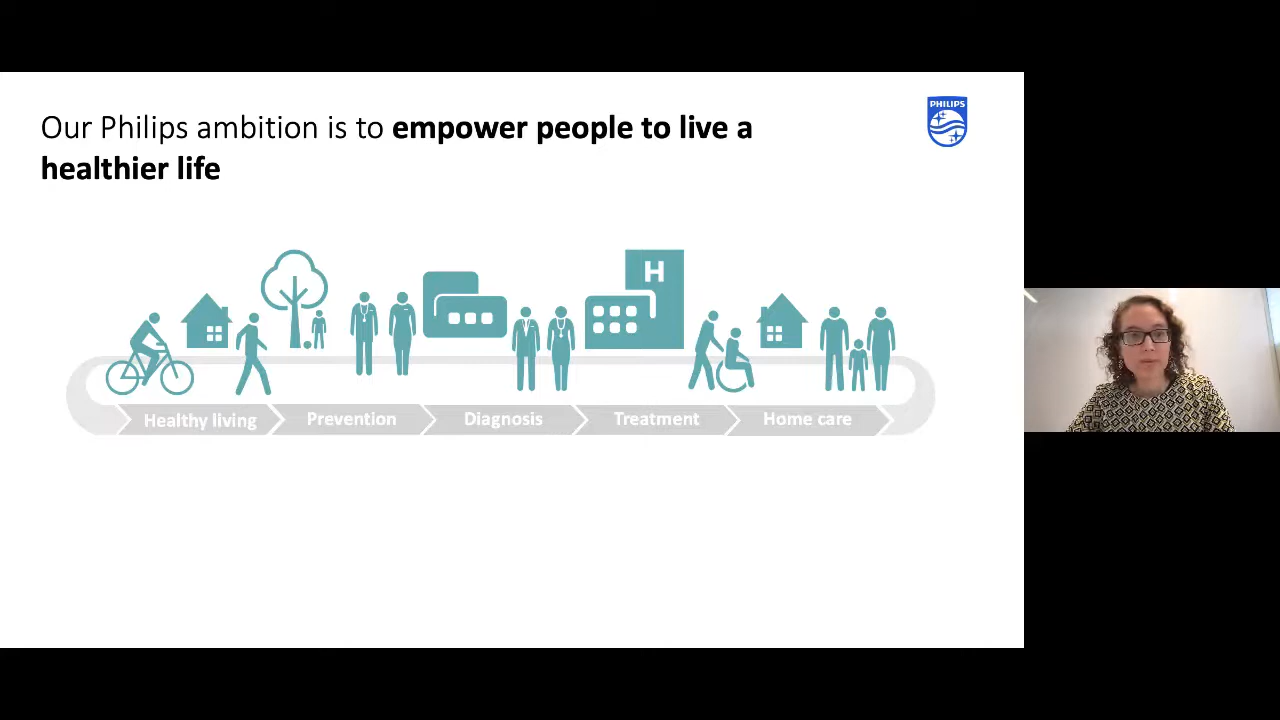 Our Philips ambition is to empower people to live a
healthier life
PHILIPS
H
Healthy living
Prevention
Diagnosis
Treatment
Home care